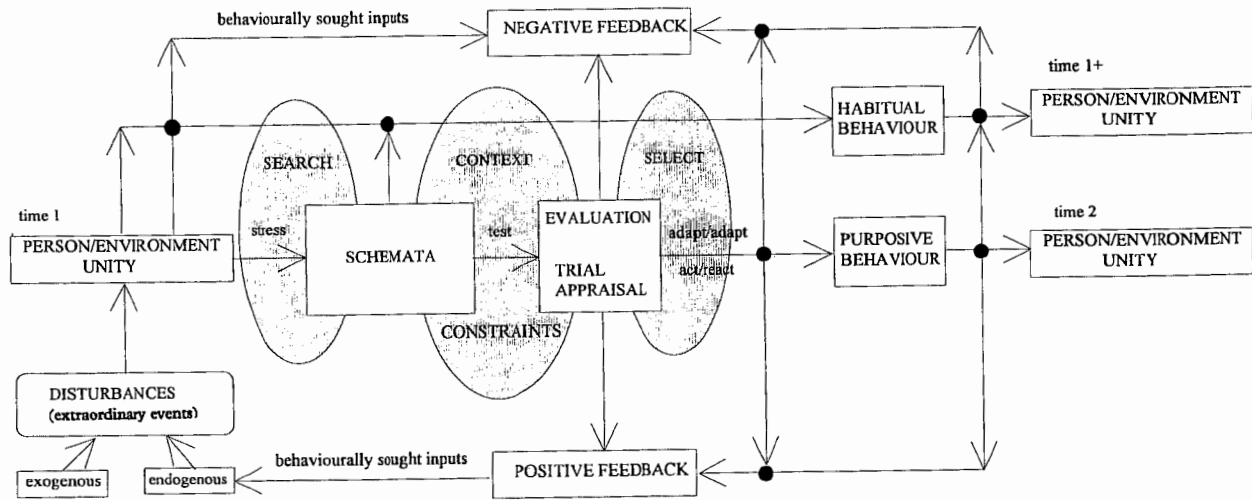 behaviourally sought inputs
NEGATIVE FEEDBACK
time 1+
HABITUAL
BEHAVIOUR
PERSON/ENVIRONMENT
UNITY
SEARCH
CONTEXT
SELECT
time 1
PERSON/ENVIRONMENT
UNITY
stress
SCHEMATA
test
EVALUATION
TRIAL
APPRAISAL
adapt/adapt
act/react
PURPOSIVE
BEHAVIOUR
time 2
PERSON/ENVIRONMENT
UNITY
CONSTRAINTS
DISTURBANCES
(extraordinary events)
exogenous
endogenous
behaviourally sought inputs
POSITIVE FEEDBACK